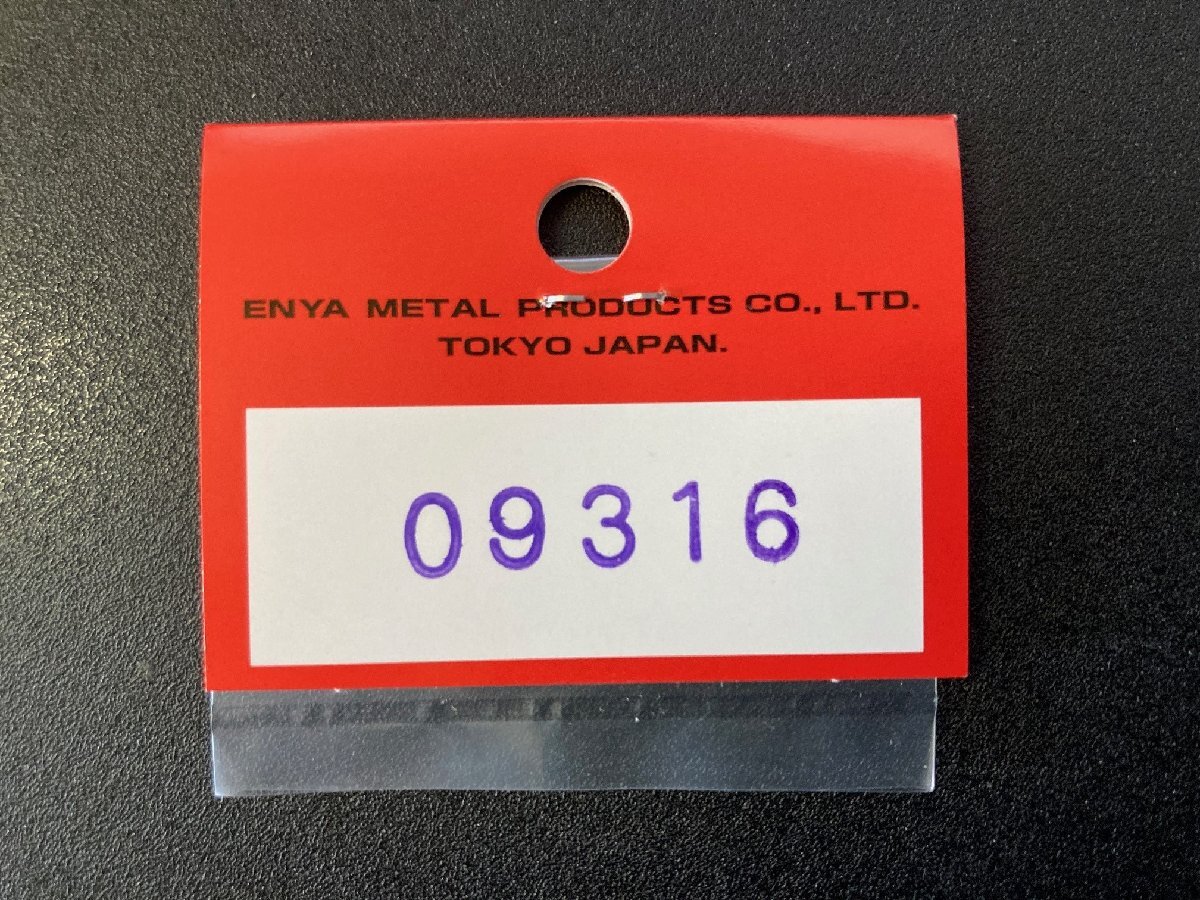 ENYA METAL PRODUCTS CO., LTD.
TOKYO JAPAN.
09316